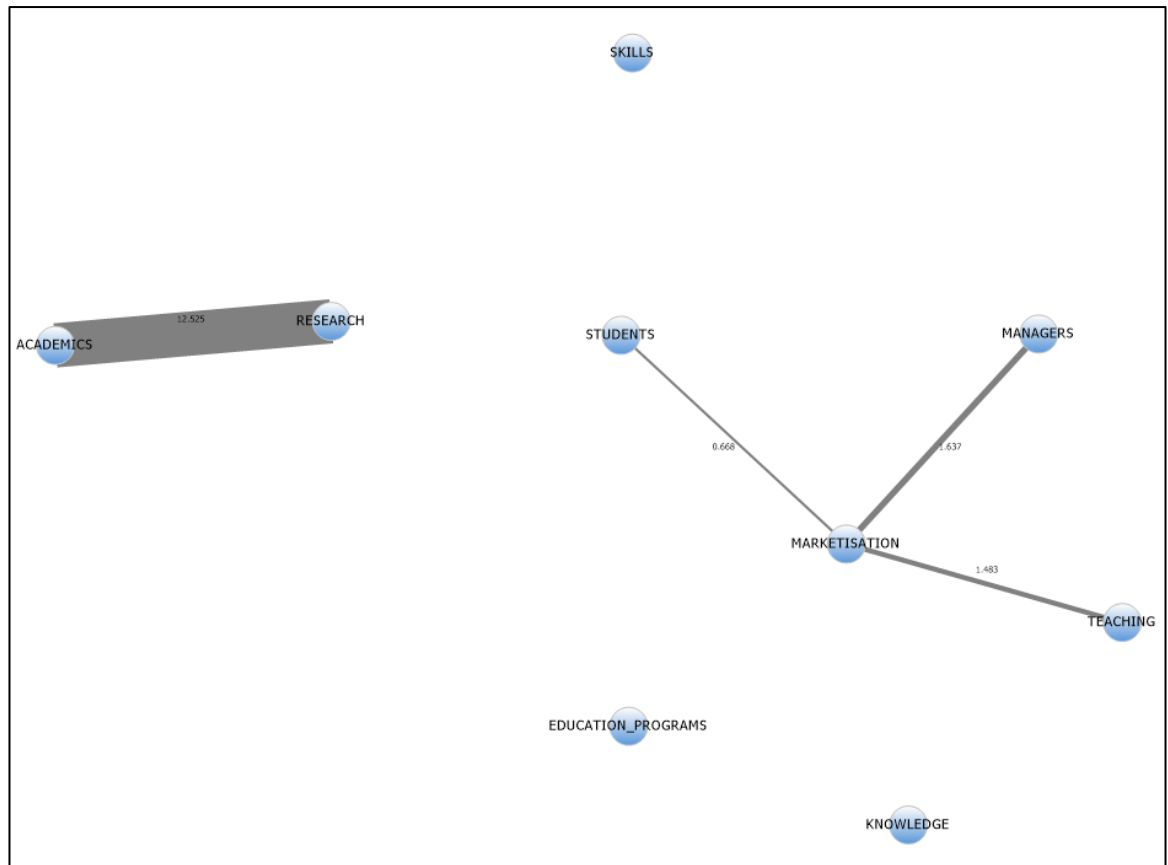 SKILLS
12.525
RESEARCH
ACADEMICS
STUDENTS
MANAGERS
0.668
1.637
MARKETISATION
1.483
TEACHING
EDUCATION_PROGRAMS
KNOWLEDGE